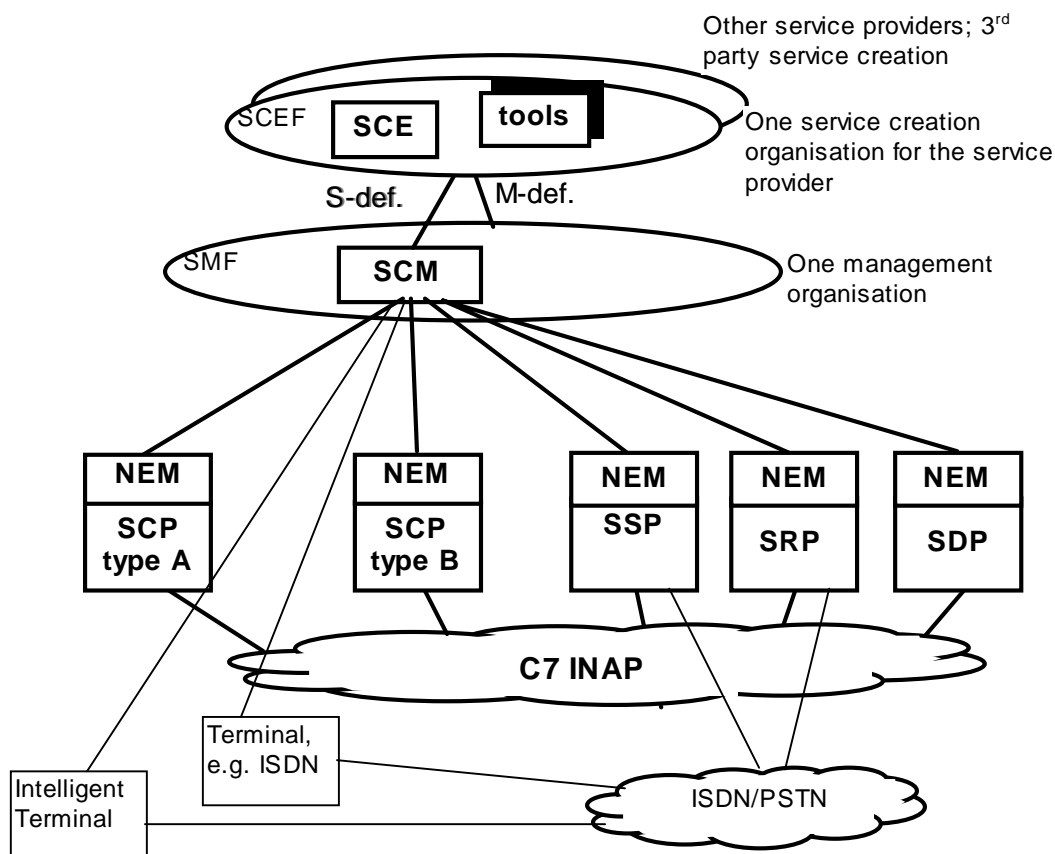 Other service providers; 3rd
party service creation
SCEF
SCE
tools
One service creation
organisation for the service
provider
S-def.
M-def.
SMF
SCM
One management
organisation
NEM
SCP
type A
NEM
SCP
type B
NEM
SSP
NEM
SRP
NEM
SDP
C7 INAP
Terminal,
e.g. ISDN
Intelligent
Terminal
ISDN/PSTN